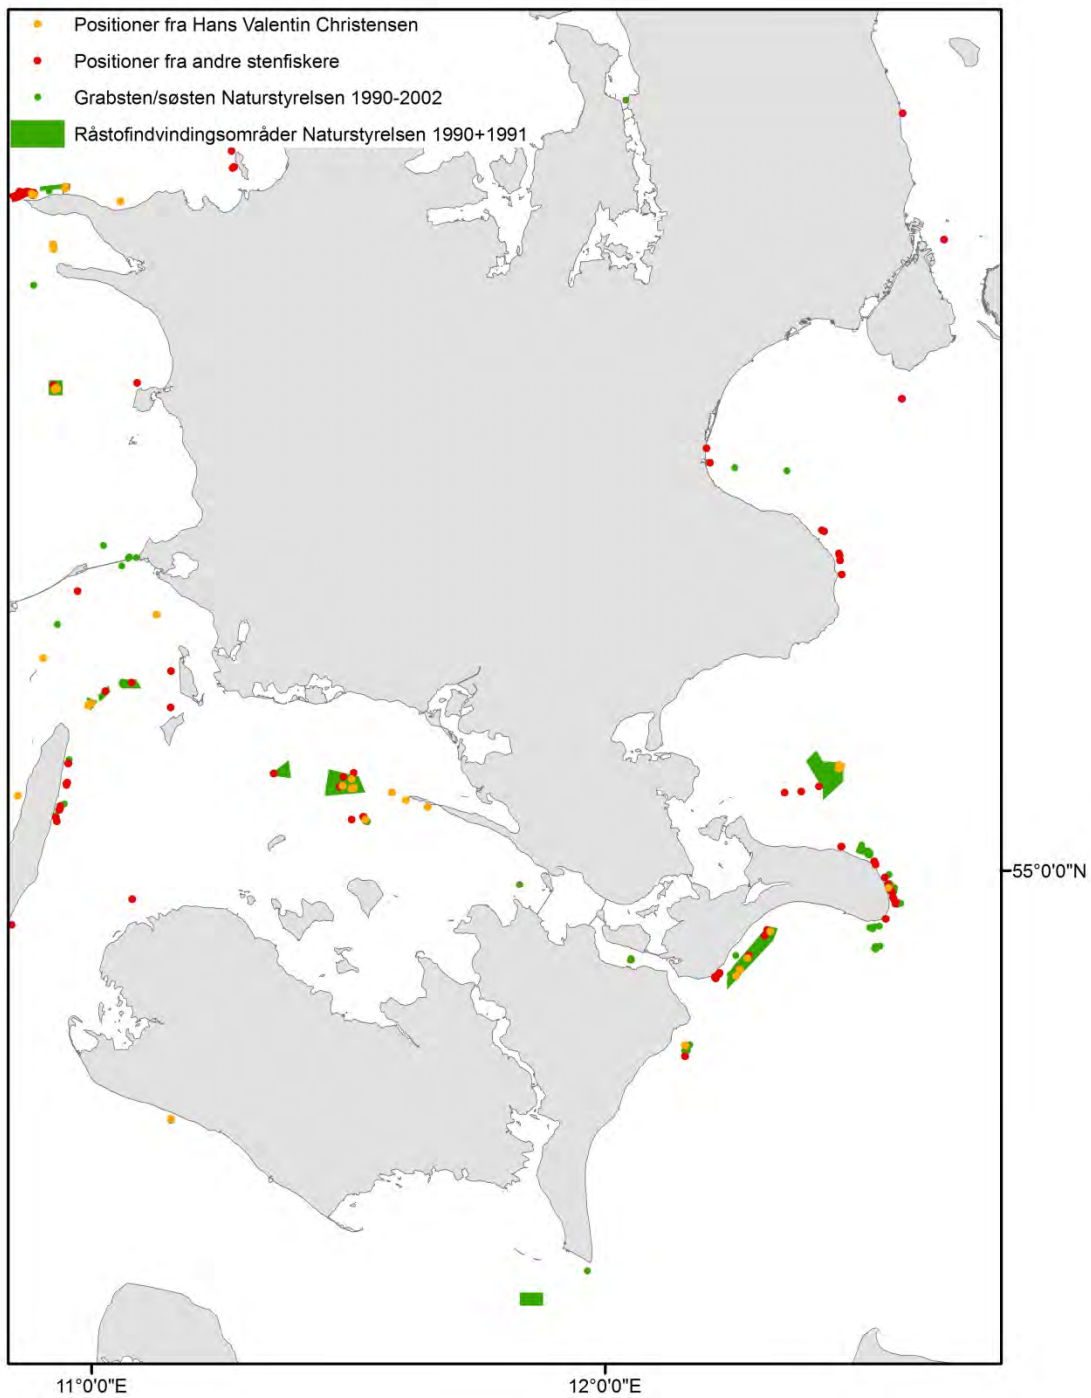 Positioner fra Hans Valentin Christensen
Positioner fra andre stenfiskere
Grabsten/søsten Naturstyrelsen 1990-2002
Råstofindvindingsområder Naturstyrelsen 1990+1991
55°0'0"N
11°0'0"E
12°0'0"E